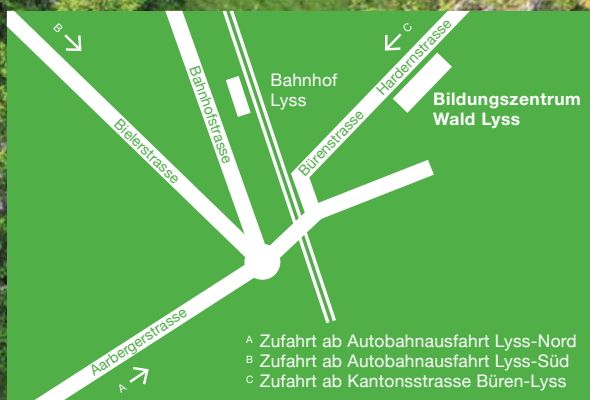 B
C
Bahnhof
Lyss
Hardernstrasse
Bildungszentrum
Wald Lyss
Bahnhofstrasse
Bielerstrasse
Bürenstrasse
Aarbergerstrasse
A
A Zufahrt ab Autobahnausfahrt Lyss-Nord
B Zufahrt ab Autobahnausfahrt Lyss-Süd
C Zufahrt ab Kantonsstrasse Büren-Lyss